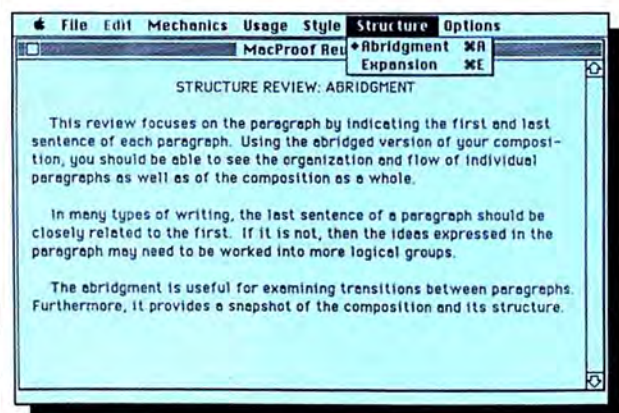 File Edit Mechanics Usage Style Structure Options
MacProof Rev
Abridgment ⌘A
Expansion ⌘E
STRUCTURE REVIEW: ABRIDGMENT
This review focuses on the paragraph by indicating the first and last
sentence of each paragraph. Using the abridged version of your composi-
tion, you should be able to see the organization and flow of individual
paragraphs as well as of the composition as a whole.
In many types of writing, the last sentence of a paragraph should be
closely related to the first. If it is not, then the ideas expressed in the
paragraph may need to be worked into more logical groups.
The abridgment is useful for examining transitions between paragraphs.
Furthermore, it provides a snapshot of the composition and its structure.